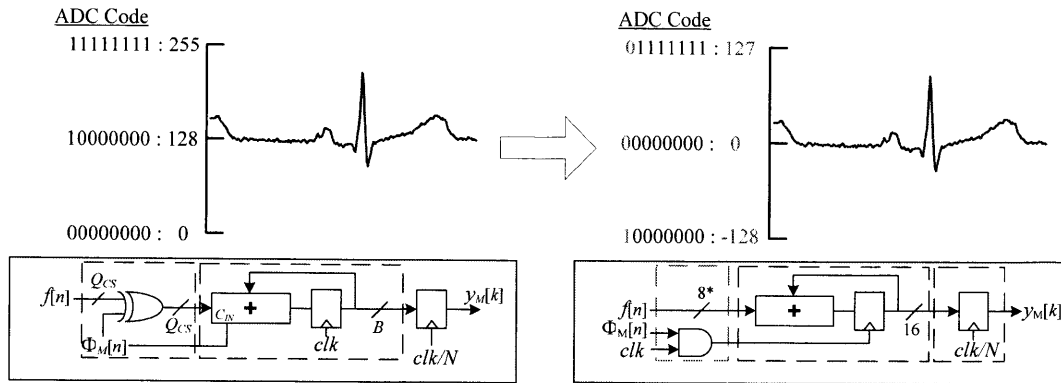 ADC Code
11111111 : 255
10000000 : 128
00000000 : 0
ADC Code
01111111 : 127
00000000 : 0
10000000 : -128
f[n]
Q_CS
Q_CS
Φ_M[n]
C_IN
+
clk
B
clk/N
y_M[k]
f[n]
8*
Φ_M[n]
clk
+
16
clk/N
y_M[k]